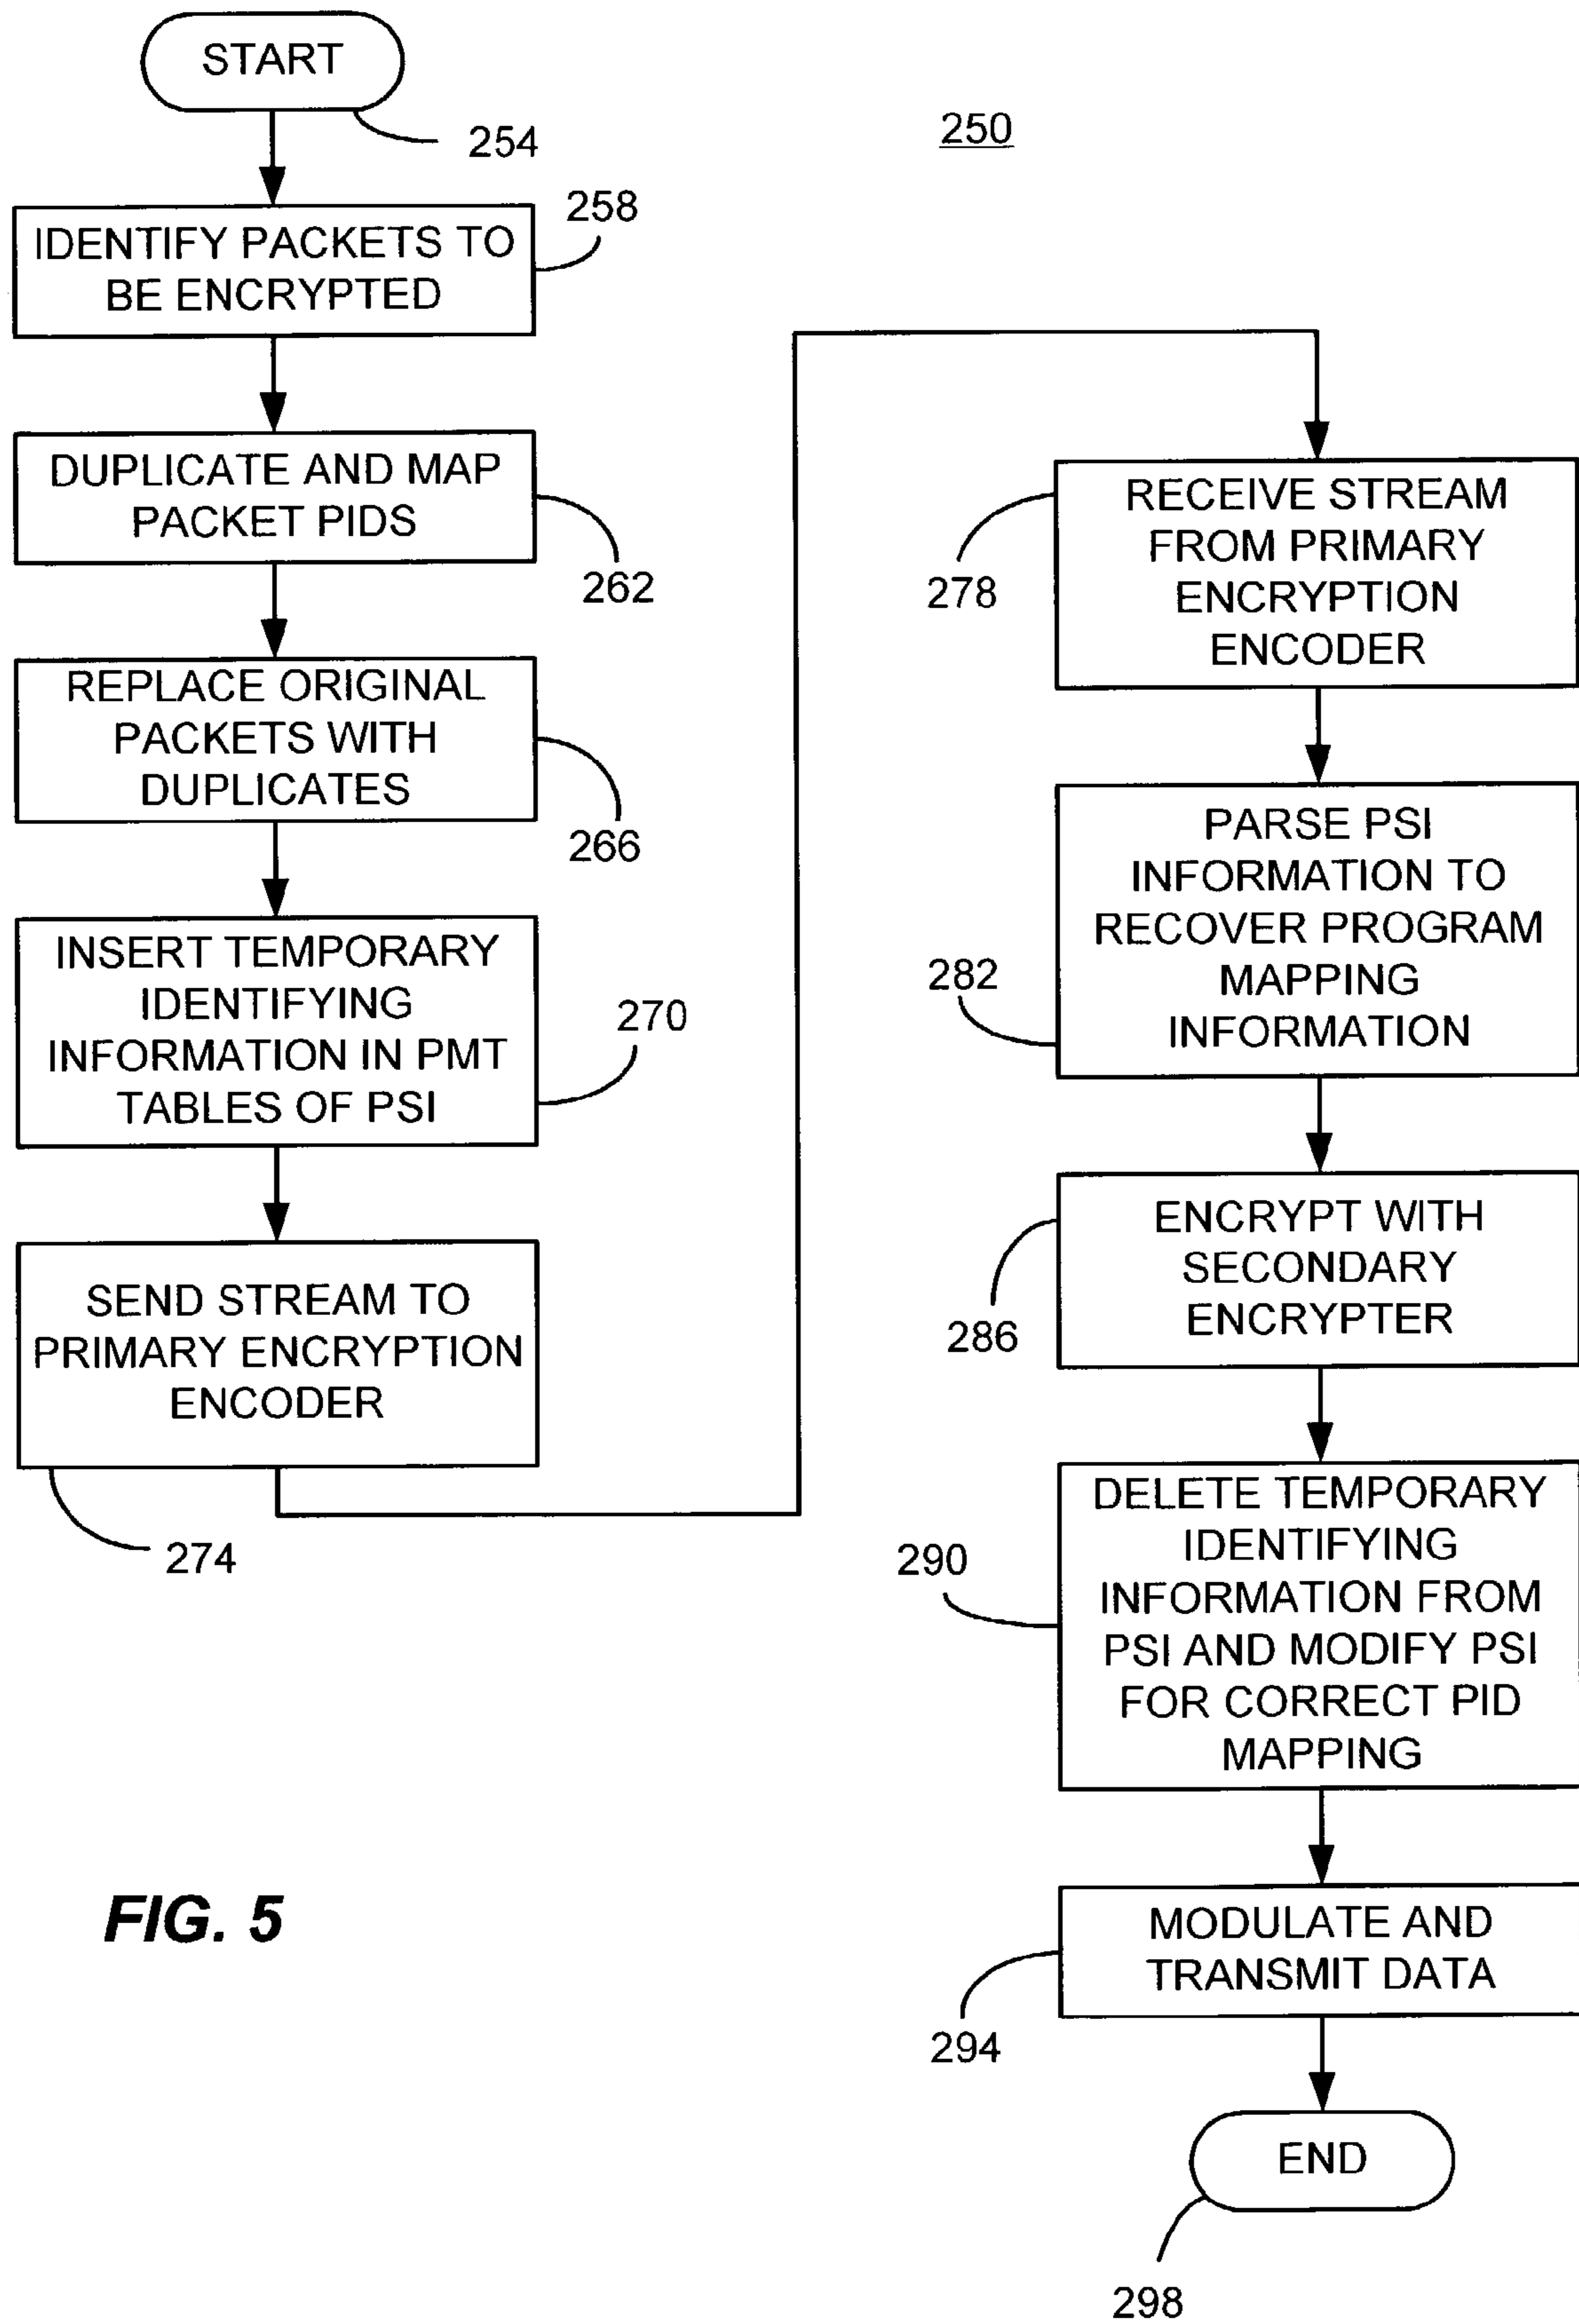 START
254
250
258
IDENTIFY PACKETS TO
BE ENCRYPTED
DUPLICATE AND MAP
PACKET PIDS
262
REPLACE ORIGINAL
PACKETS WITH
DUPLICATES
266
INSERT TEMPORARY
IDENTIFYING
INFORMATION IN PMT
TABLES OF PSI
270
SEND STREAM TO
PRIMARY ENCRYPTION
ENCODER
274
RECEIVE STREAM
FROM PRIMARY
ENCRYPTION
ENCODER
278
PARSE PSI
INFORMATION TO
RECOVER PROGRAM
MAPPING
INFORMATION
282
ENCRYPT WITH
SECONDARY
ENCRYPTER
286
DELETE TEMPORARY
IDENTIFYING
INFORMATION FROM
PSI AND MODIFY PSI
FOR CORRECT PID
MAPPING
290
MODULATE AND
TRANSMIT DATA
294
END
298
FIG. 5